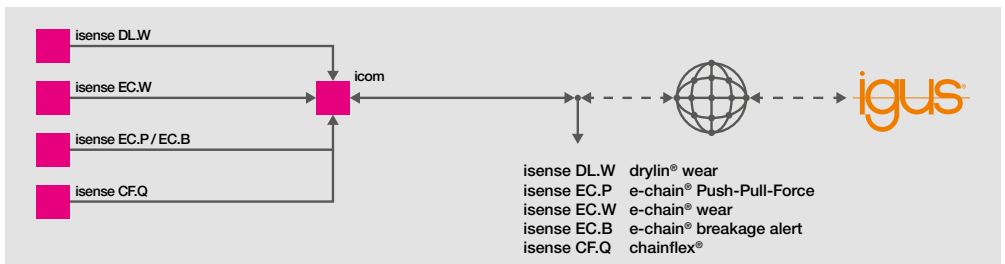 isense DL.W
isense EC.W
icom
isense EC.P / EC.B
isense CF.Q
igus®
isense DL.W drylin® wear
isense EC.P e-chain® Push-Pull-Force
isense EC.W e-chain® wear
isense EC.B e-chain® breakage alert
isense CF.Q chainflex®